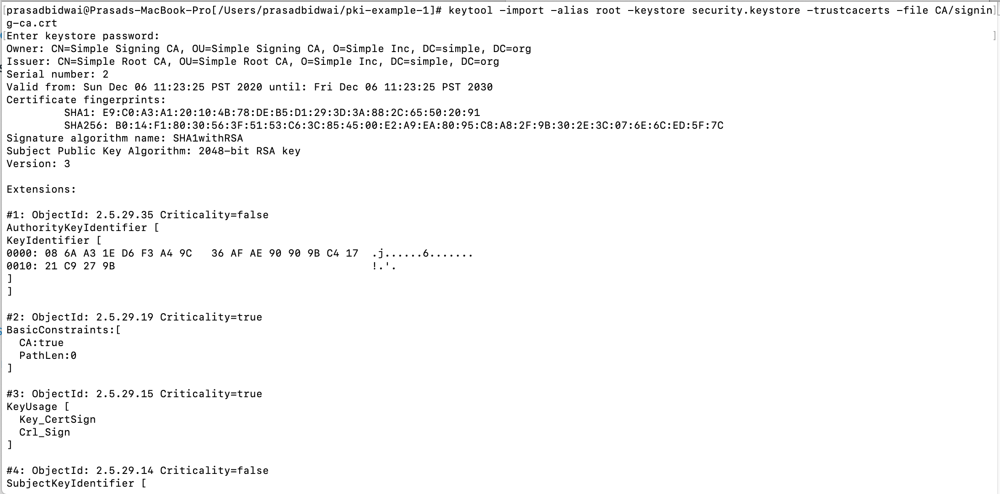 [prasadbidwai@Prasads-MacBook-Pro[/Users/prasadbidwai/pki-example-1]# keytool -import -alias root -keystore security.keystore -trustcacerts -file CA/signin]
g-ca.crt
[Enter keystore password: ]
Owner: CN=Simple Signing CA, OU=Simple Signing CA, O=Simple Inc, DC=simple, DC=org
Issuer: CN=Simple Root CA, OU=Simple Root CA, O=Simple Inc, DC=simple, DC=org
Serial number: 2
Valid from: Sun Dec 06 11:23:25 PST 2020 until: Fri Dec 06 11:23:25 PST 2030
Certificate fingerprints:
SHA1: E9:C0:A3:A1:20:10:4B:78:DE:B5:D1:29:3D:3A:88:2C:65:50:20:91
SHA256: B0:14:F1:80:30:56:3F:51:53:C6:3C:85:45:00:E2:A9:EA:80:95:C8:A8:2F:9B:30:2E:3C:07:6E:6C:ED:5F:7C
Signature algorithm name: SHA1withRSA
Subject Public Key Algorithm: 2048-bit RSA key
Version: 3
Extensions:
#1: ObjectId: 2.5.29.35 Criticality=false
AuthorityKeyIdentifier [
KeyIdentifier [
0000: 08 6A A3 1E D6 F3 A4 9C   36 AF AE 90 90 9B C4 17  .j......6.......
0010: 21 C9 27 9B                                        !.'.
]
]
#2: ObjectId: 2.5.29.19 Criticality=true
BasicConstraints:[
  CA:true
  PathLen:0
]
#3: ObjectId: 2.5.29.15 Criticality=true
KeyUsage [
  Key_CertSign
  Crl_Sign
]
#4: ObjectId: 2.5.29.14 Criticality=false
SubjectKeyIdentifier [